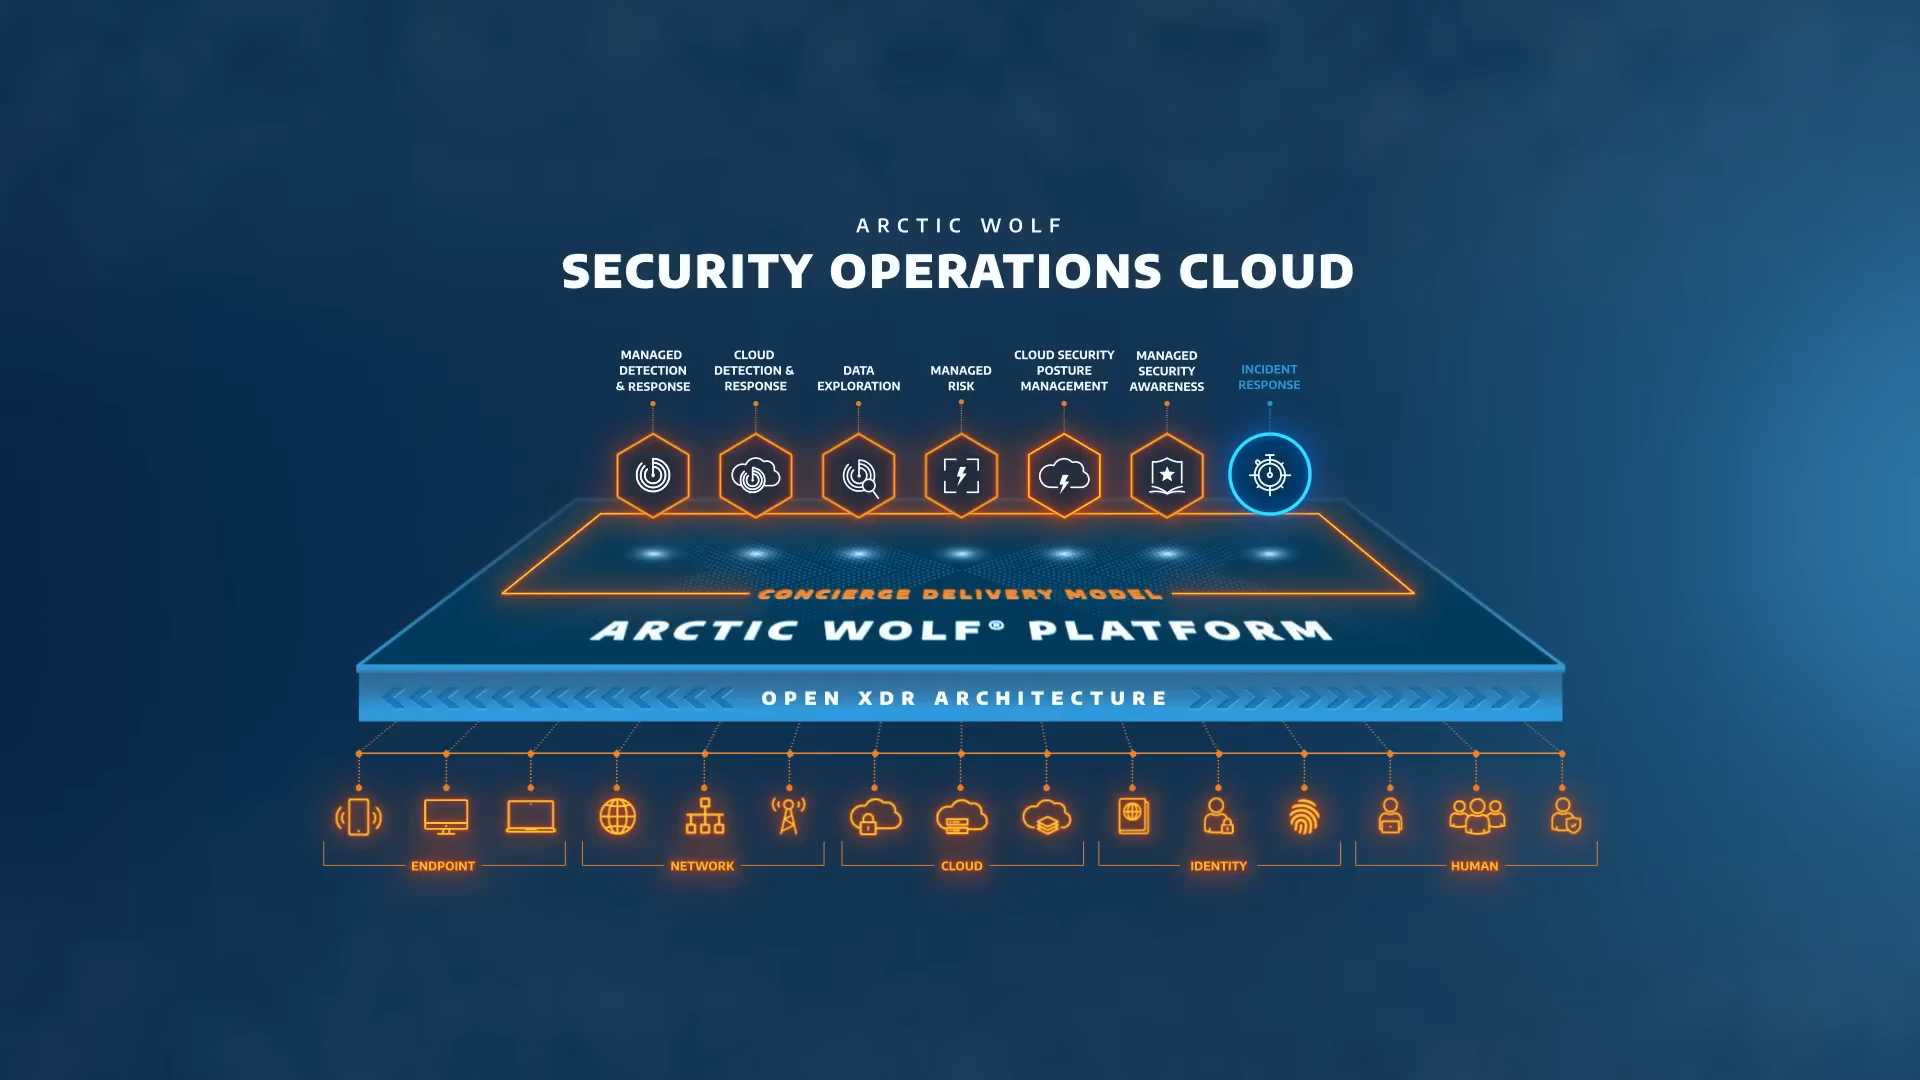 ARCTIC WOLF
SECURITY OPERATIONS CLOUD
MANAGED
DETECTION
& RESPONSE
CLOUD
DETECTION &
RESPONSE
DATA
EXPLORATION
MANAGED
RISK
CLOUD SECURITY
POSTURE
MANAGEMENT
MANAGED
SECURITY
AWARENESS
INCIDENT
RESPONSE
CONCIERGE DELIVERY MODEL
ARCTIC WOLF® PLATFORM
OPEN XDR ARCHITECTURE
ENDPOINT
NETWORK
CLOUD
IDENTITY
HUMAN